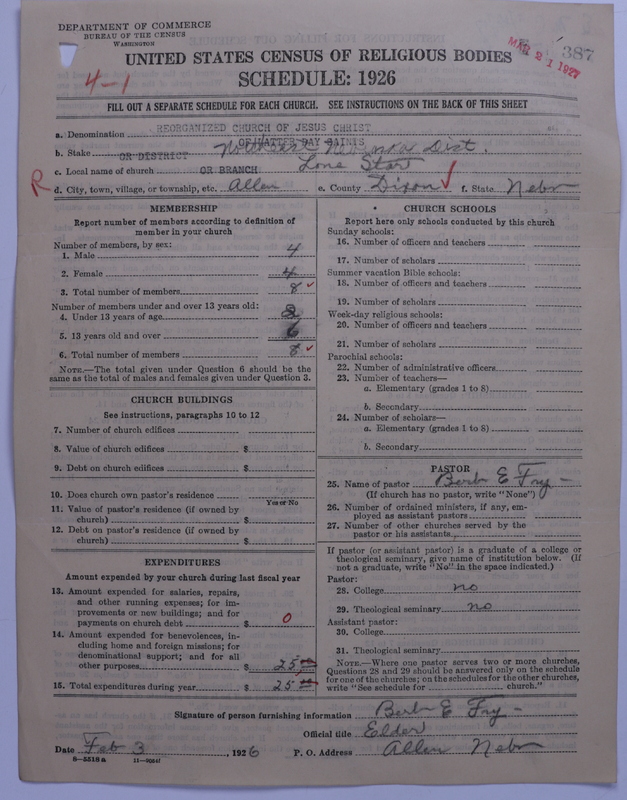 DEPARTMENT OF COMMERCE
BUREAU OF THE CENSUS
WASHINGTON
MAR 21 1927
387
4-1
UNITED STATES CENSUS OF RELIGIOUS BODIES
SCHEDULE: 1926
FILL OUT A SEPARATE SCHEDULE FOR EACH CHURCH. SEE INSTRUCTIONS ON THE BACK OF THIS SHEET
a. Denomination REORGANIZED CHURCH OF JESUS CHRIST
OF LATTER DAY SAINTS
b. Stake OR DISTRICT Northeast Nebraska Dist.
c. Local name of church OR BRANCH Lone Star
R
d. City, town, village, or township, etc. Allen e. County Dixon f. State Nebr
MEMBERSHIP
Report number of members according to definition of
member in your church
Number of members, by sex:
1. Male 4
2. Female 4
3. Total number of members 8
Number of members under and over 13 years old:
4. Under 13 years of age 2
5. 13 years old and over 6
6. Total number of members 8
NOTE.—The total given under Question 6 should be the
same as the total of males and females given under Question 3.
CHURCH BUILDINGS
See instructions, paragraphs 10 to 12
7. Number of church edifices
8. Value of church edifices $
9. Debt on church edifices $
10. Does church own pastor's residence
Yes or No
11. Value of pastor's residence (if owned by
church) $
12. Debt on pastor's residence (if owned by
church) $
EXPENDITURES
Amount expended by your church during last fiscal year
13. Amount expended for salaries, repairs,
and other running expenses; for im-
provements or new buildings; and for
payments on church debt $ 0
14. Amount expended for benevolences, in-
cluding home and foreign missions; for
denominational support; and for all
other purposes $ 25 00
15. Total expenditures during year $ 25 00
CHURCH SCHOOLS
Report here only schools conducted by this church
Sunday schools:
16. Number of officers and teachers
17. Number of scholars
Summer vacation Bible schools:
18. Number of officers and teachers
19. Number of scholars
Week-day religious schools:
20. Number of officers and teachers
21. Number of scholars
Parochial schools:
22. Number of administrative officers
23. Number of teachers—
a. Elementary (grades 1 to 8)
b. Secondary
24. Number of scholars—
a. Elementary (grades 1 to 8)
b. Secondary
PASTOR
25. Name of pastor Bert E Fry
(If church has no pastor, write "None")
26. Number of ordained ministers, if any, em-
ployed as assistant pastors
27. Number of other churches served by the
pastor or his assistants
If pastor (or assistant pastor) is a graduate of a college or
theological seminary, give name of institution below. (If
not a graduate, write "No" in the space indicated.)
Pastor:
28. College no
29. Theological seminary no
Assistant pastor:
30. College
31. Theological seminary
NOTE.—Where one pastor serves two or more churches,
Questions 28 and 29 should be answered only on the schedule
for one of the churches; on the schedules for the other churches,
write "See schedule for church."
Signature of person furnishing information Bert E Fry
Official title Elder
Date Feb 3, 1926 P. O. Address Allen Nebr
8-5518a